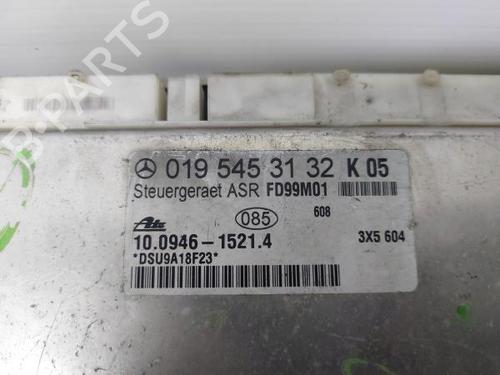 019 545 31 32 K 05
Steuergeraet ASR FD99M01
085 608
Ate
10.0946-1521.4 3X5 604
*DSU9A18F23*
B-PARTS